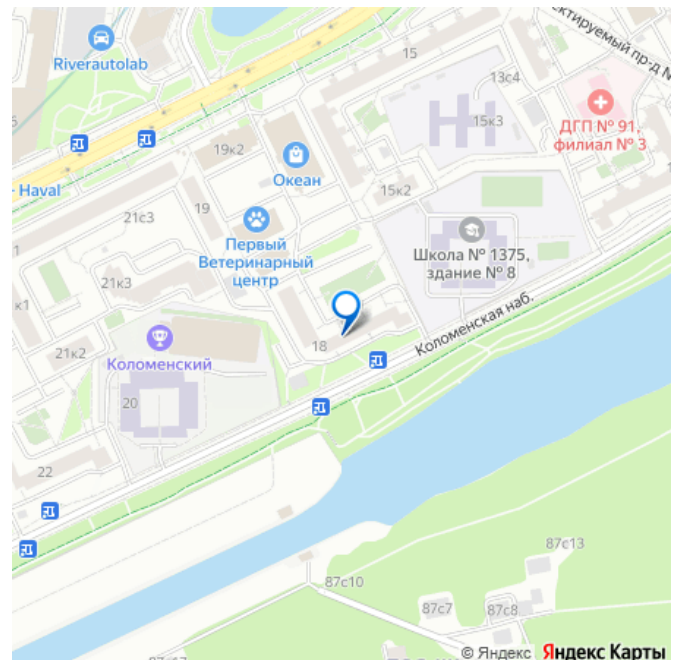 Riverautolab
15
ектируемый пр-д №
13с4
15к3
ДГП № 91,
филиал № 3
19к2
Океан
Haval
15к2
19
21с3
Первый
Ветеринарный
центр
Школа № 1375,
здание № 8
21к3
к1
Коломенская наб.
18
Коломенский
21к2
20
22
87с13
87с10
87с7
87с8
© Яндекс Яндекс Карты